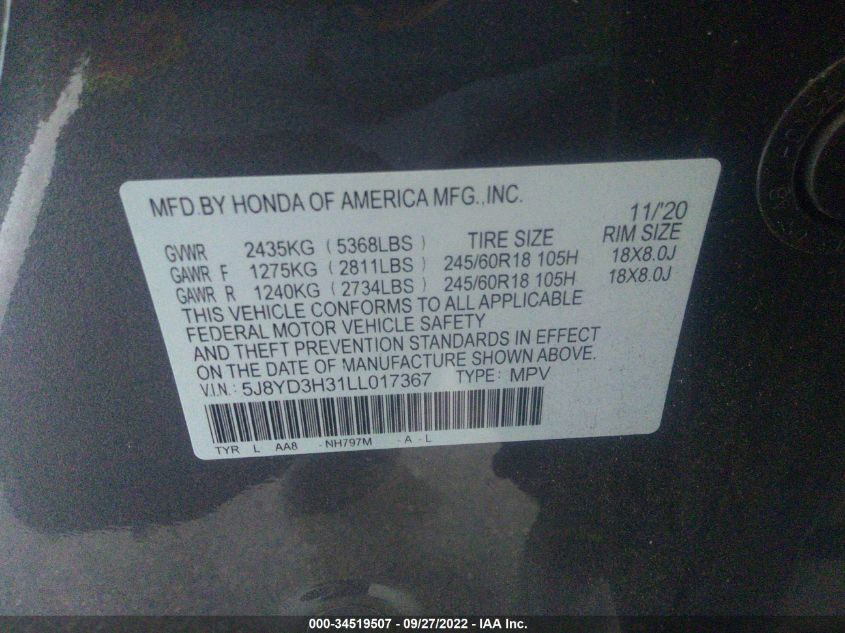 MFD.BY HONDA OF AMERICA MFG.,INC.
11/'20
GVWR 2435KG (5368LBS) TIRE SIZE RIM SIZE
GAWR F 1275KG (2811LBS) 245/60R18 105H 18X8.0J
GAWR R 1240KG (2734LBS) 245/60R18 105H 18X8.0J
THIS VEHICLE CONFORMS TO ALL APPLICABLE
FEDERAL MOTOR VEHICLE SAFETY
AND THEFT PREVENTION STANDARDS IN EFFECT
ON THE DATE OF MANUFACTURE SHOWN ABOVE.
V.I.N.: 5J8YD3H31LL017367 TYPE: MPV
TYR L AA8 -NH797M -A -L
000-34519507 - 09/27/2022 - IAA Inc.